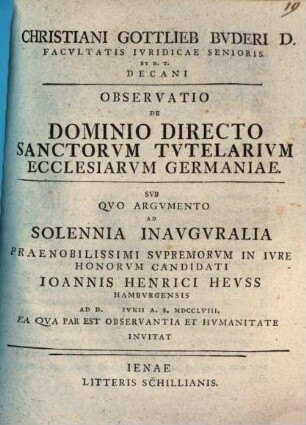 19
CHRISTIANI GOTTLIEB BVDERI D.
FACVLTATIS IVRIDICAE SENIORIS
ET H. T.
DECANI
OBSERVATIO
DE
DOMINIO DIRECTO
SANCTORVM TVTELARIVM
ECCLESIARVM GERMANIAE.
SVB
QVO ARGVMENTO
AD
SOLENNIA INAVGVRALIA
PRAENOBILISSIMI SVPREMORVM IN IVRE
HONORVM CANDIDATI
IOANNIS HENRICI HEVSS
HAMBVRGENSIS
AD D. IVNII A. S. MDCCLVIII.
EA QVA PAR EST OBSERVANTIA ET HVMANITATE
INVITAT
IENAE
LITTERIS SCHILLIANIS.